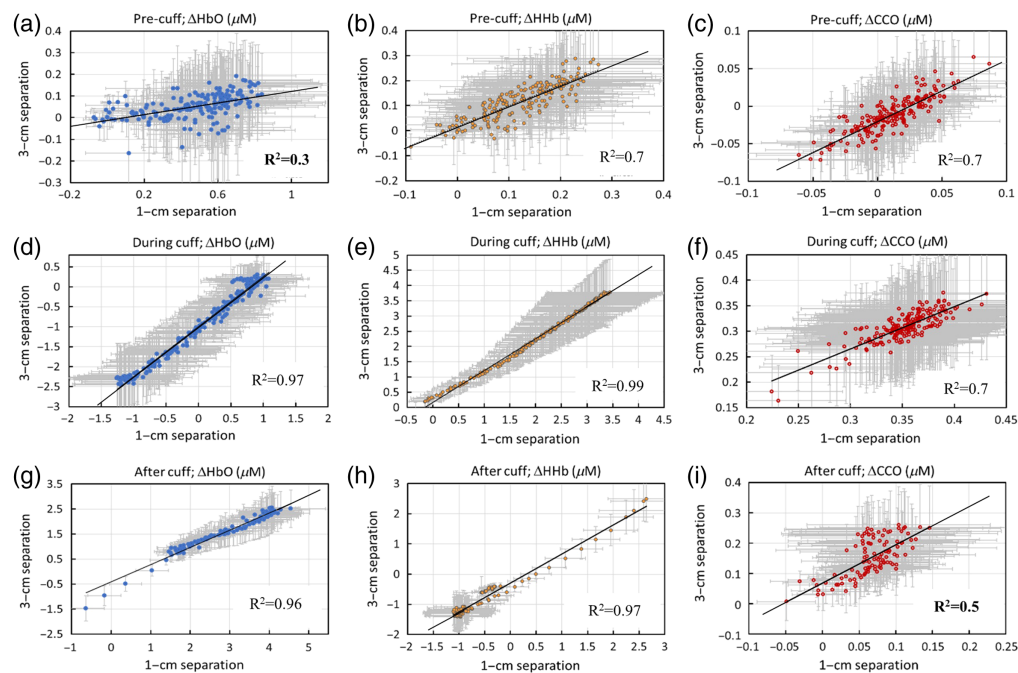 (a)
Pre-cuff; ΔHbO (μM)
3−cm separation
0.4
0.3
0.2
0.1
0
−0.1
−0.2
−0.3
R²=0.3
−0.2 0.2 0.6 1
1−cm separation
(b)
Pre-cuff; ΔHHb (μM)
3−cm separation
0.4
0.3
0.2
0.1
0
−0.1
−0.2
R²=0.7
−0.1 0 0.1 0.2 0.3 0.4
1−cm separation
(c)
Pre-cuff; ΔCCO (μM)
3−cm separation
0.1
0.05
0
−0.05
−0.1
R²=0.7
−0.1 −0.05 0 0.05 0.1
1−cm separation
(d)
During cuff; ΔHbO (μM)
3−cm separation
0.5
0
−0.5
−1
−1.5
−2
−2.5
−3
R²=0.97
−2 −1.5 −1 −0.5 0 0.5 1 1.5 2
1−cm separation
(e)
During cuff; ΔHHb (μM)
3−cm separation
5
4.5
4
3.5
3
2.5
2
1.5
1
0.5
0
R²=0.99
−0.5 0 0.5 1 1.5 2 2.5 3 3.5 4 4.5
1−cm separation
(f)
During cuff; ΔCCO (μM)
3−cm separation
0.4
0.35
0.3
0.25
0.2
0.15
R²=0.7
0.2 0.25 0.3 0.35 0.4 0.45
1−cm separation
(g)
After cuff; ΔHbO (μM)
3−cm separation
3.5
2.5
1.5
0.5
−0.5
−1.5
−2.5
R²=0.96
−1 0 1 2 3 4 5
1−cm separation
(h)
After cuff; ΔHHb (μM)
3−cm separation
3
2
1
0
−1
−2
R²=0.97
−2 −1.5 −1 −0.5 0 0.5 1 1.5 2 2.5 3
1−cm separation
(i)
After cuff; ΔCCO (μM)
3−cm separation
0.4
0.3
0.2
0.1
0
−0.1
R²=0.5
−0.1 −0.05 0 0.05 0.1 0.15 0.2 0.25
1−cm separation